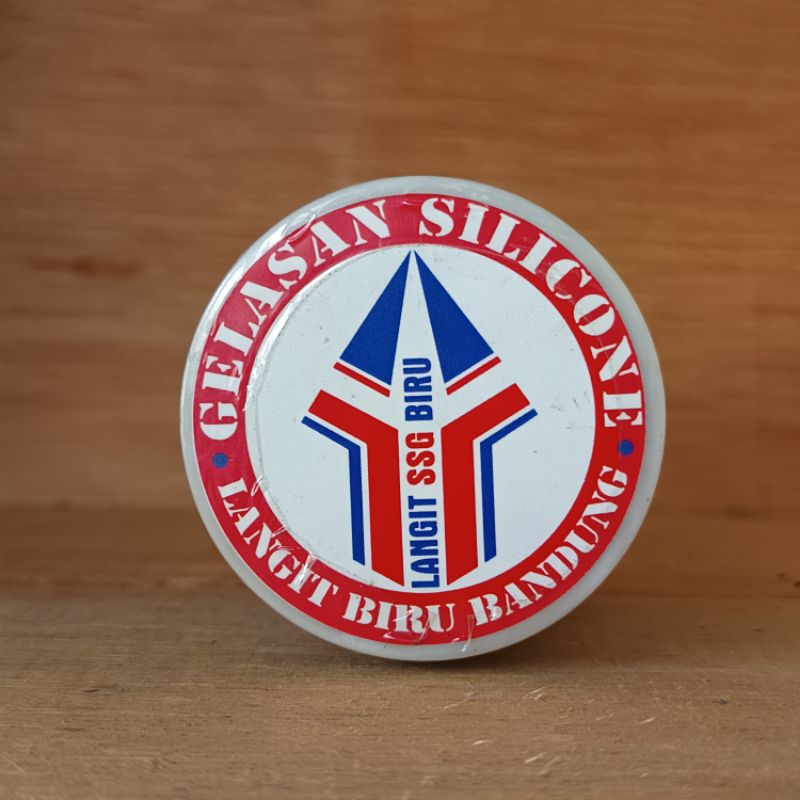 GELASAN SILICONE
LANGIT SSG BIRU
LANGIT BIRU BANDUNG